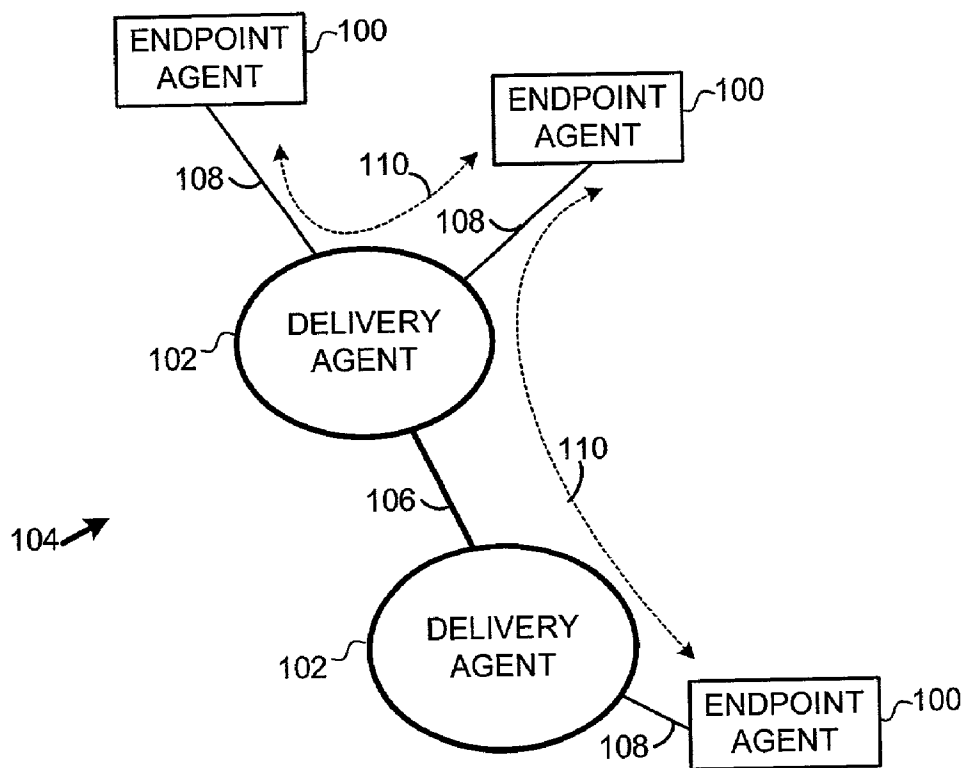 ENDPOINT
AGENT
100
ENDPOINT
AGENT
100
108
110
108
DELIVERY
AGENT
102
110
106
104
DELIVERY
AGENT
102
ENDPOINT
AGENT
100
108